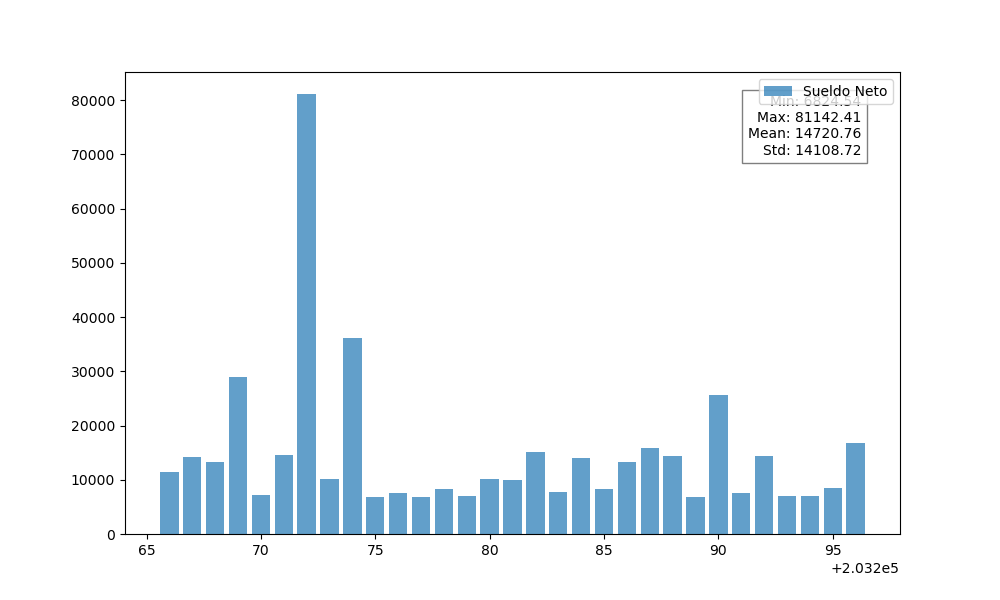 Sueldo Neto
Min: 6824.54
Max: 81142.41
Mean: 14720.76
Std: 14108.72
80000
70000
60000
50000
40000
30000
20000
10000
0
65 70 75 80 85 90 95
+2.032e5